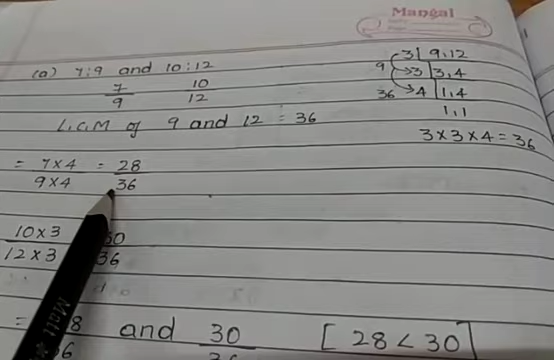 Mangal
(a) 7:9 and 10:12
7/9 10/12
L.C.M of 9 and 12 = 36
3 | 9,12
9 → 3 | 3,4
36 → 4 | 1,4
1,1
3 x 3 x 4 = 36
= 7 x 4 / 9 x 4 = 28/36
10 x 3 / 12 x 3
and 30 [28 < 30]